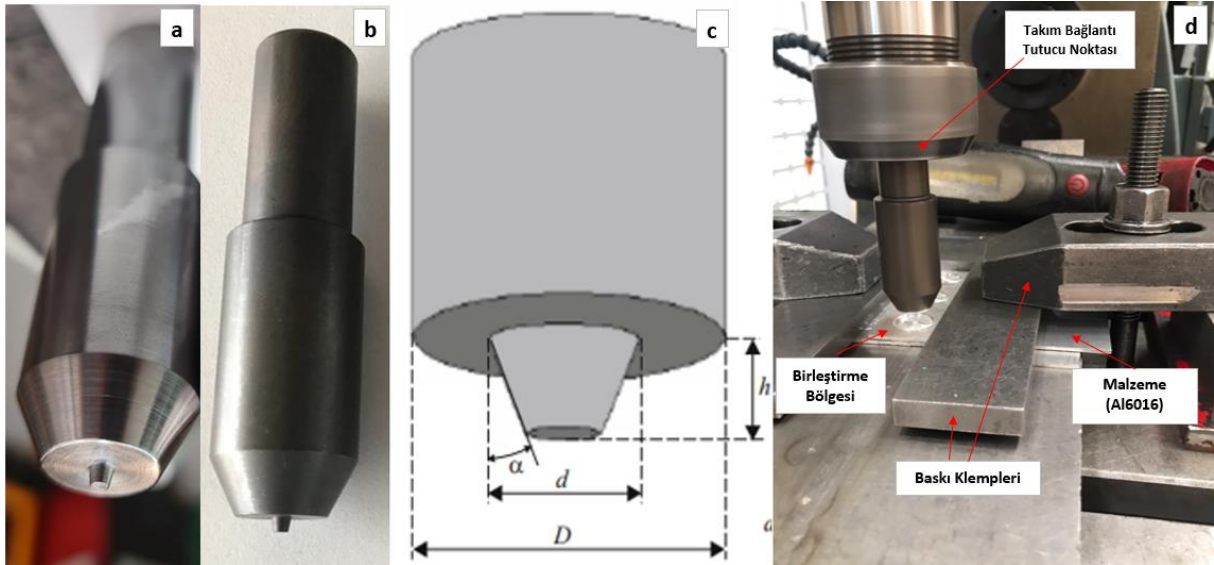 a
b
c
d
Takım Bağlantı
Tutucu Noktası
Birleştirme
Bölgesi
Malzeme
(Al6016)
Baskı Klempleri
h
α
d
D